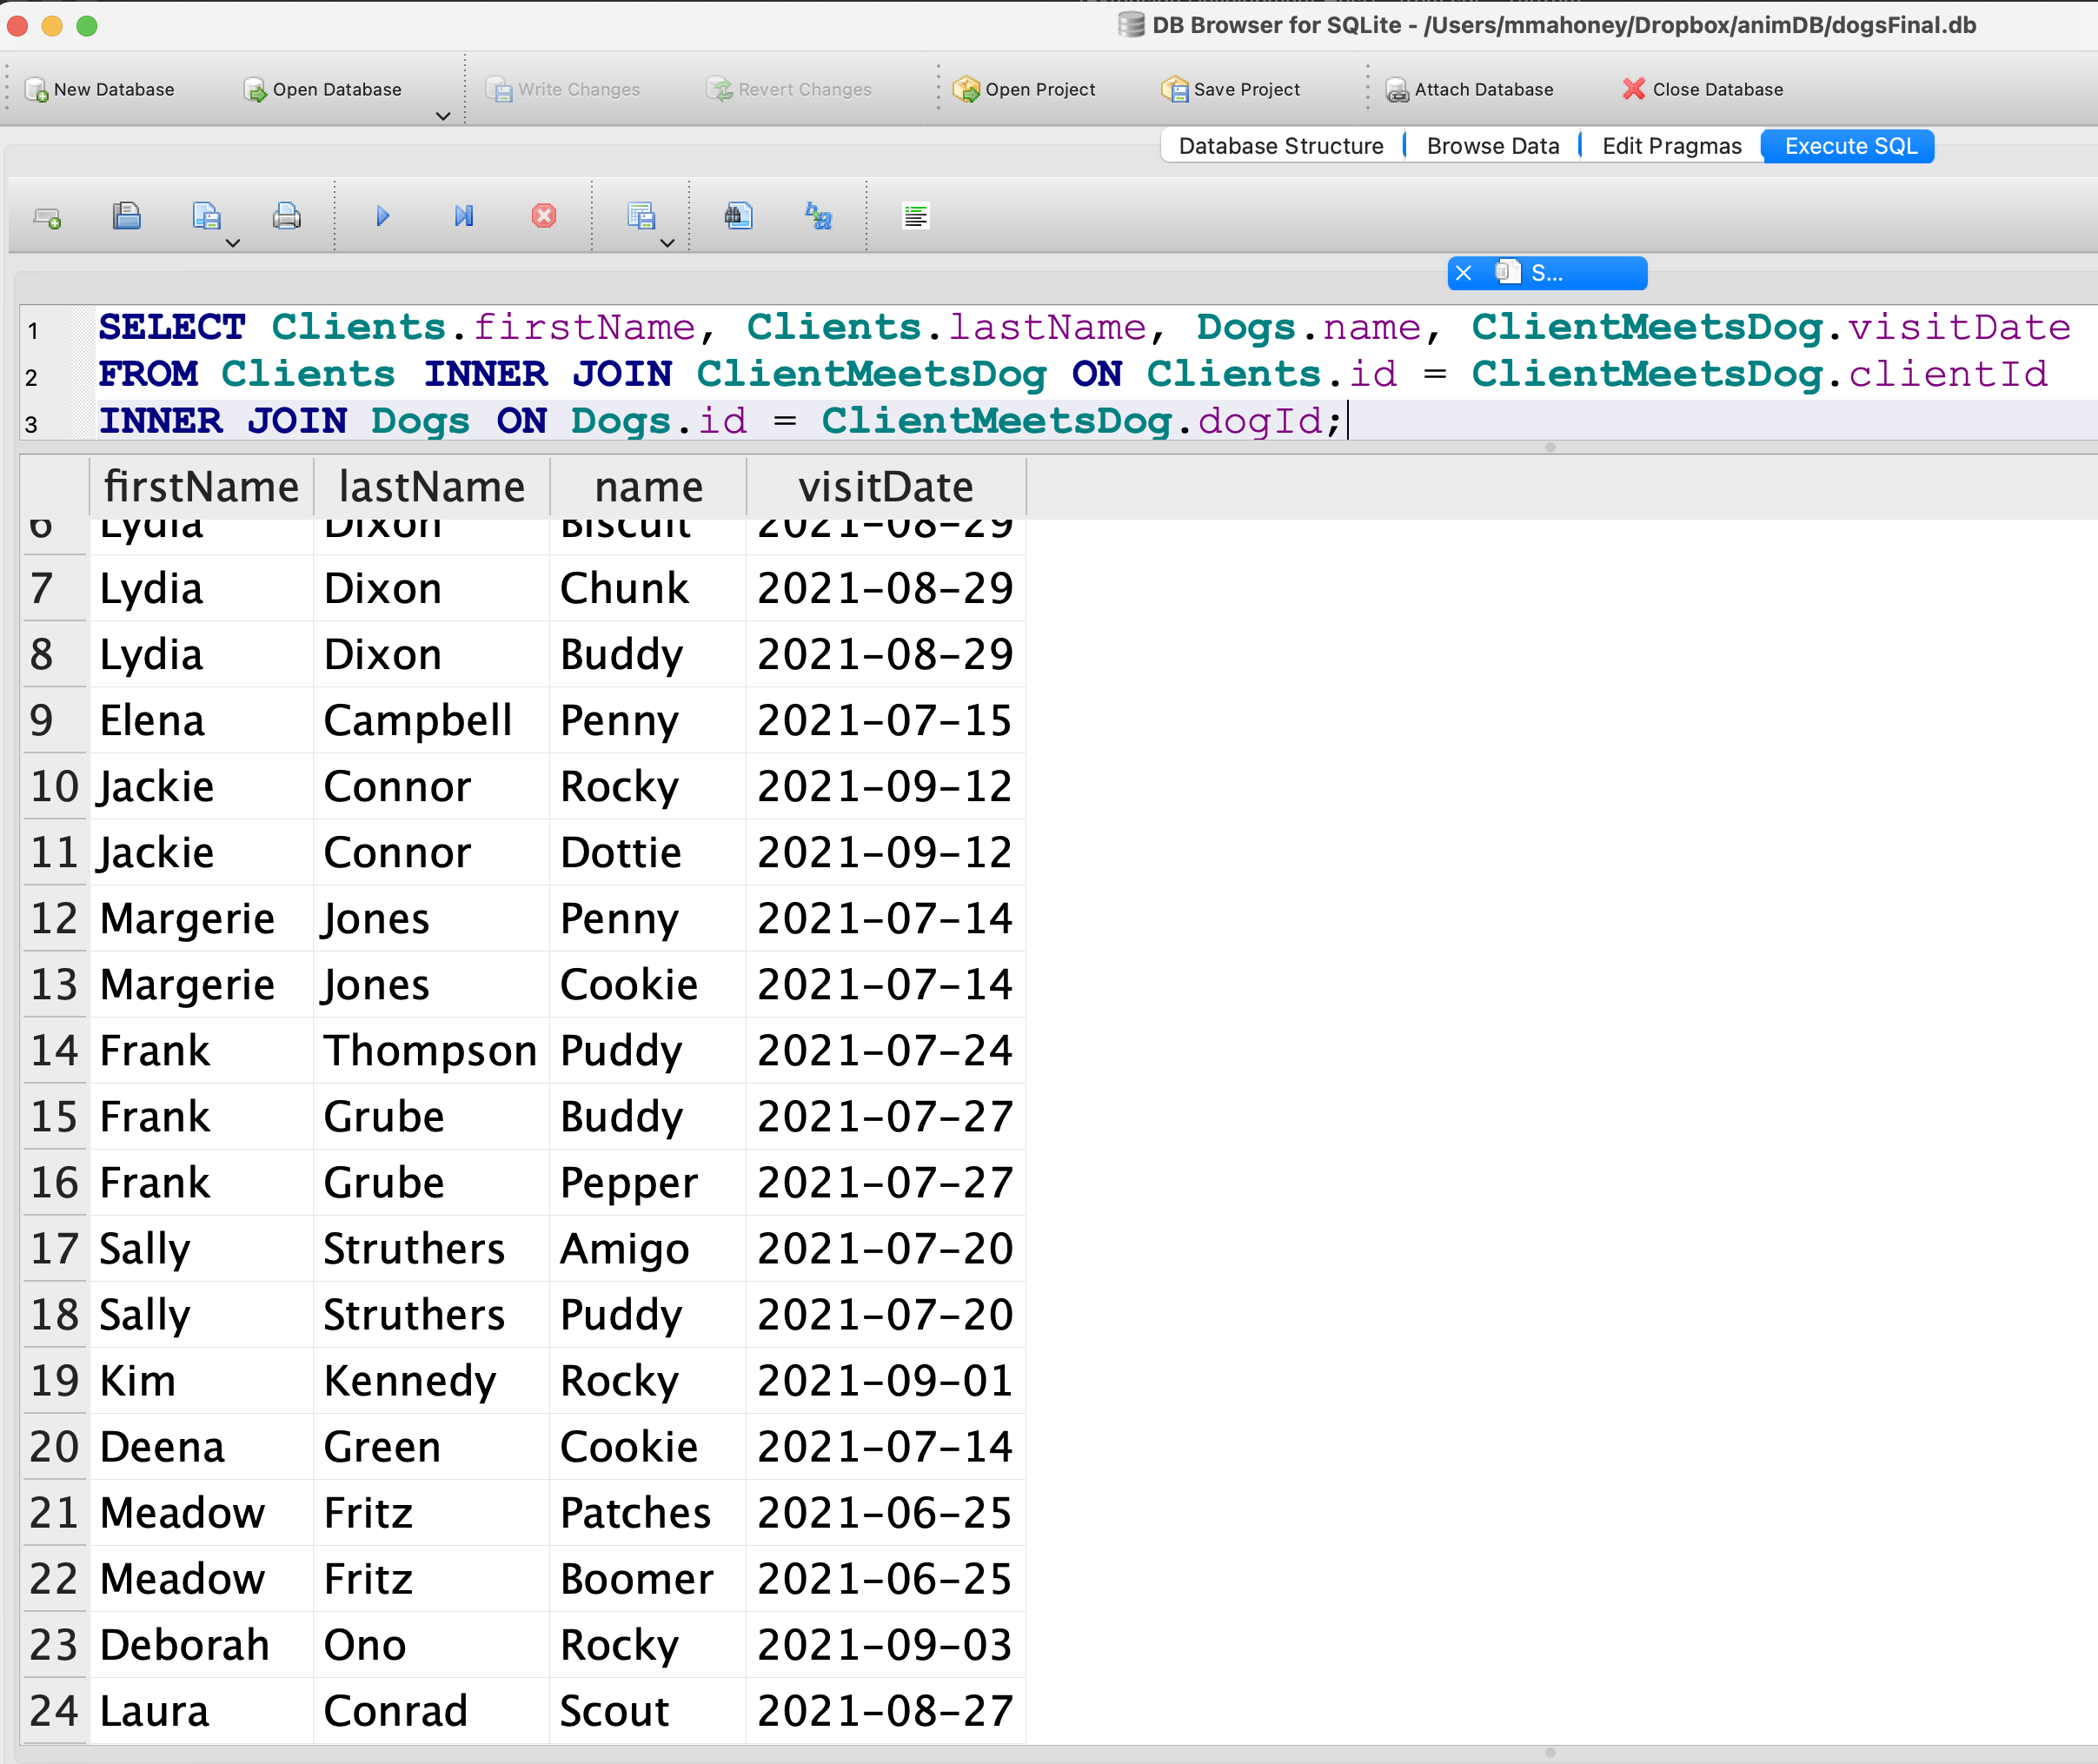 DB Browser for SQLite - /Users/mmahoney/Dropbox/animDB/dogsFinal.db
New Database Open Database Write Changes Revert Changes Open Project Save Project Attach Database Close Database
Database Structure Browse Data Edit Pragmas Execute SQL
S...
1 SELECT Clients.firstName, Clients.lastName, Dogs.name, ClientMeetsDog.visitDate
2 FROM Clients INNER JOIN ClientMeetsDog ON Clients.id = ClientMeetsDog.clientId
3 INNER JOIN Dogs ON Dogs.id = ClientMeetsDog.dogId;
firstName lastName name visitDate
6 Lydia Dixon Biscuit 2021-08-29
7 Lydia Dixon Chunk 2021-08-29
8 Lydia Dixon Buddy 2021-08-29
9 Elena Campbell Penny 2021-07-15
10 Jackie Connor Rocky 2021-09-12
11 Jackie Connor Dottie 2021-09-12
12 Margerie Jones Penny 2021-07-14
13 Margerie Jones Cookie 2021-07-14
14 Frank Thompson Puddy 2021-07-24
15 Frank Grube Buddy 2021-07-27
16 Frank Grube Pepper 2021-07-27
17 Sally Struthers Amigo 2021-07-20
18 Sally Struthers Puddy 2021-07-20
19 Kim Kennedy Rocky 2021-09-01
20 Deena Green Cookie 2021-07-14
21 Meadow Fritz Patches 2021-06-25
22 Meadow Fritz Boomer 2021-06-25
23 Deborah Ono Rocky 2021-09-03
24 Laura Conrad Scout 2021-08-27